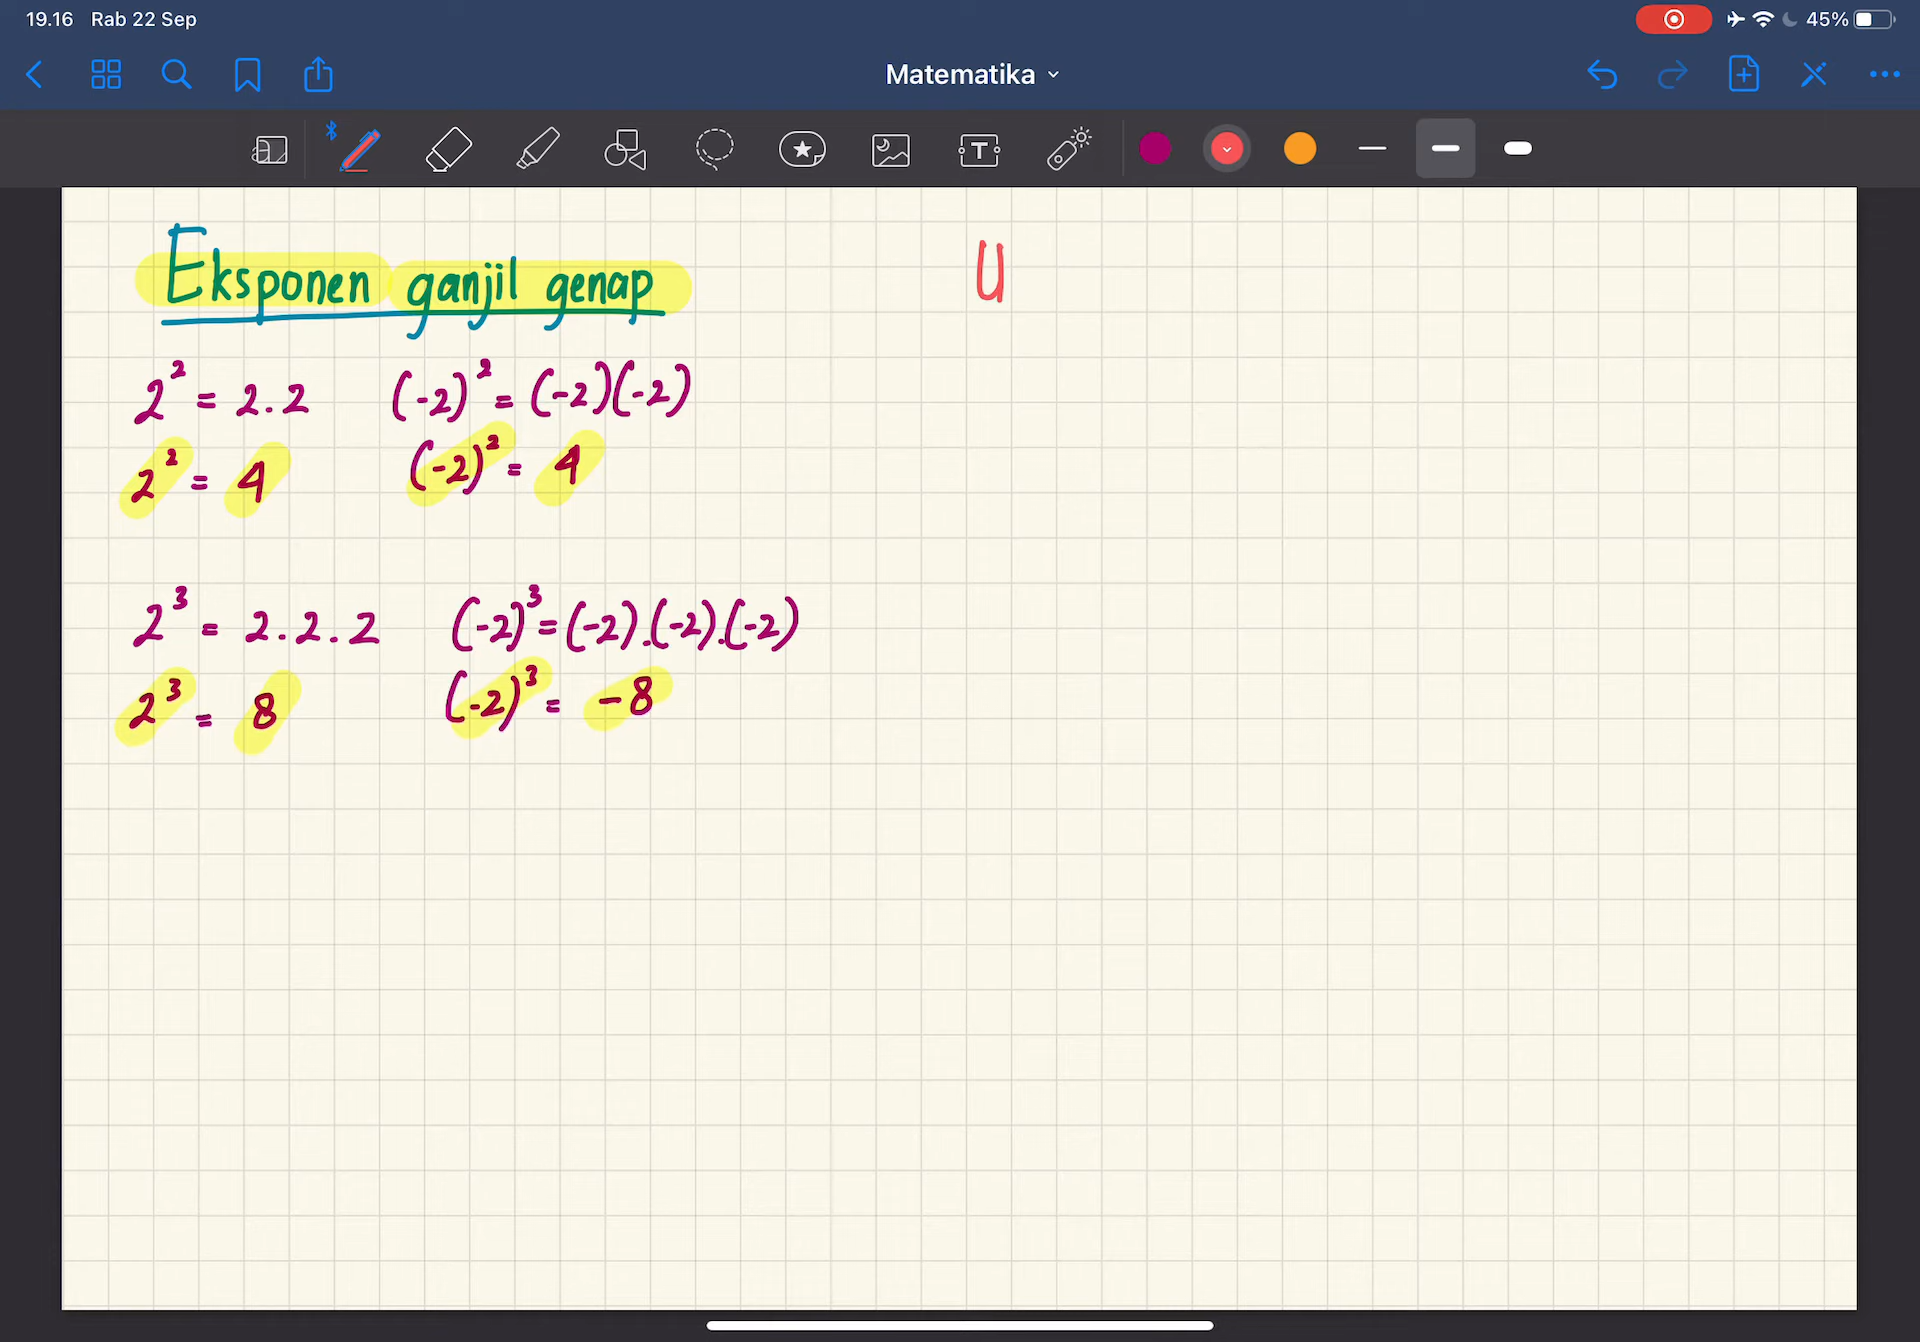 19.16 Rab 22 Sep
45%
Matematika
T
Eksponen ganjil genap
U
2² = 2.2 (-2)² = (-2)(-2)
2² = 4 (-2)² = 4
2³ = 2.2.2 (-2)³ = (-2).(-2).(-2)
2³ = 8 (-2)³ = -8